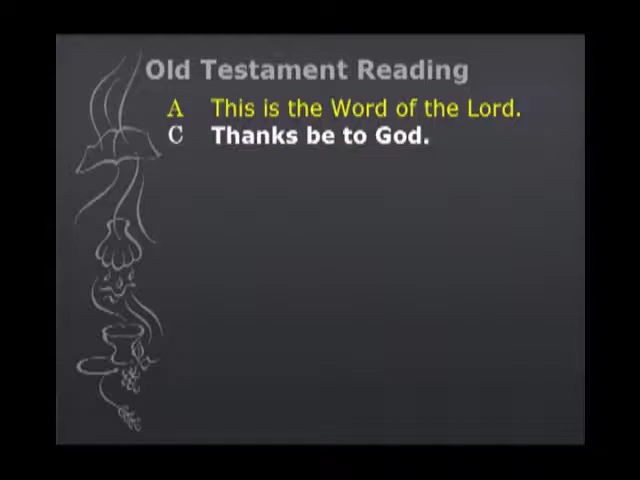 Old Testament Reading
A This is the Word of the Lord.
C Thanks be to God.